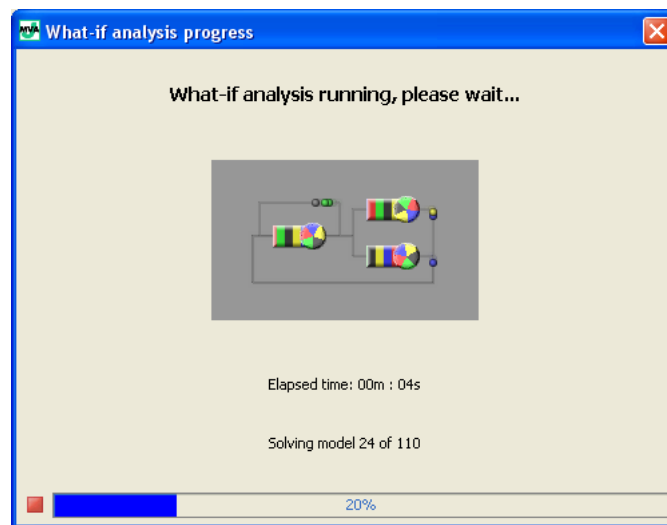 MVA What-if analysis progress
What-if analysis running, please wait...
Elapsed time: 00m : 04s
Solving model 24 of 110
20%